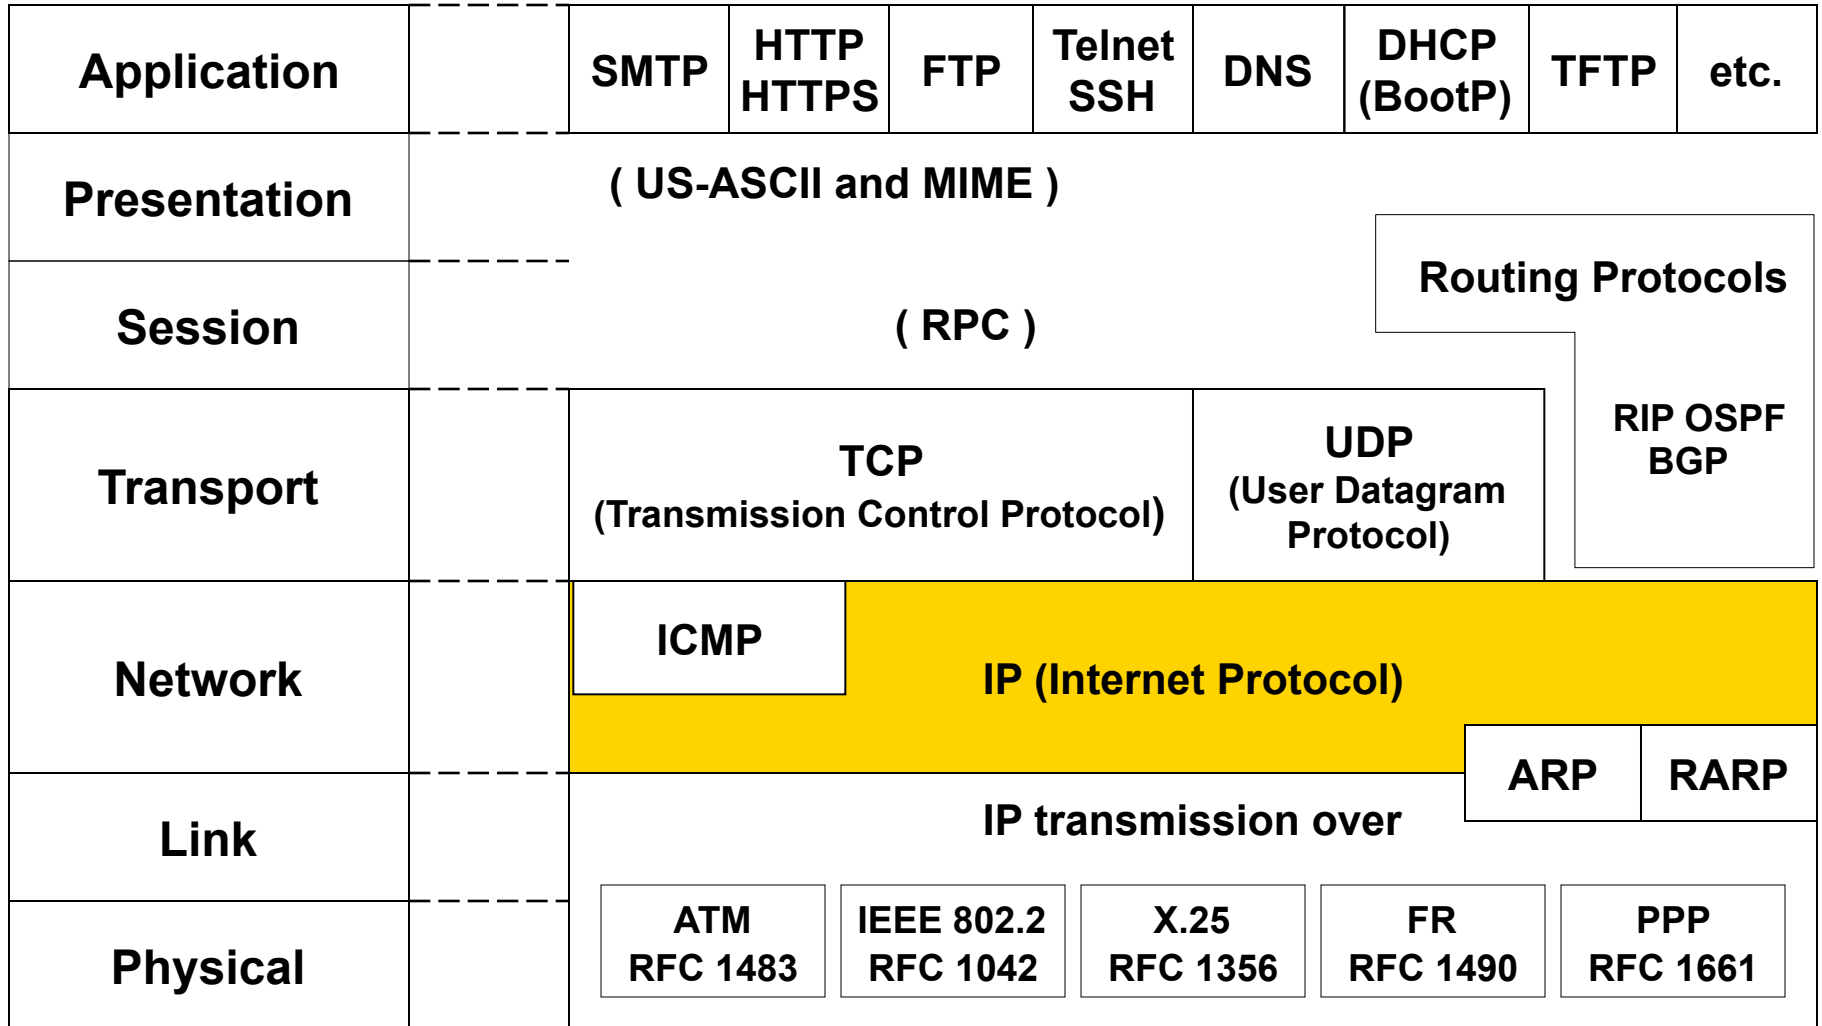 Application
SMTP
HTTP
HTTPS
FTP
Telnet
SSH
DNS
DHCP
(BootP)
TFTP
etc.
Presentation
( US-ASCII and MIME )
Routing Protocols
Session
( RPC )
Transport
TCP
(Transmission Control Protocol)
UDP
(User Datagram
Protocol)
RIP OSPF
BGP
Network
ICMP
IP (Internet Protocol)
ARP
RARP
Link
IP transmission over
Physical
ATM
RFC 1483
IEEE 802.2
RFC 1042
X.25
RFC 1356
FR
RFC 1490
PPP
RFC 1661